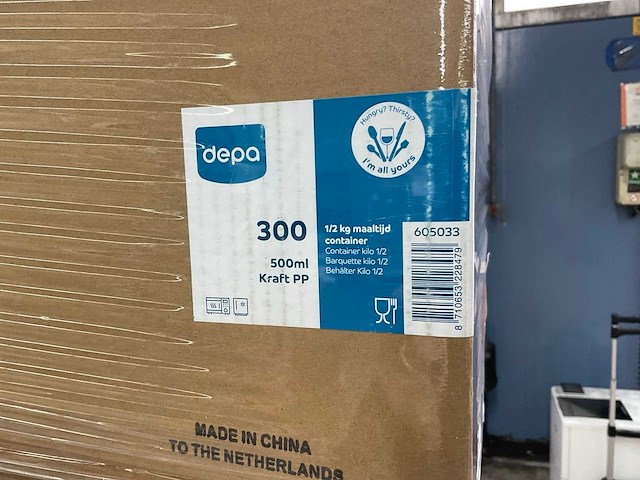 depa
Hungry? Thirsty?
I'm all yours
300
500ml
Kraft PP
1/2 kg maaltijd
container
Container kilo 1/2
Barquette kilo 1/2
Behälter Kilo 1/2
605033
8 710653 228479
MADE IN CHINA
TO THE NETHERLANDS